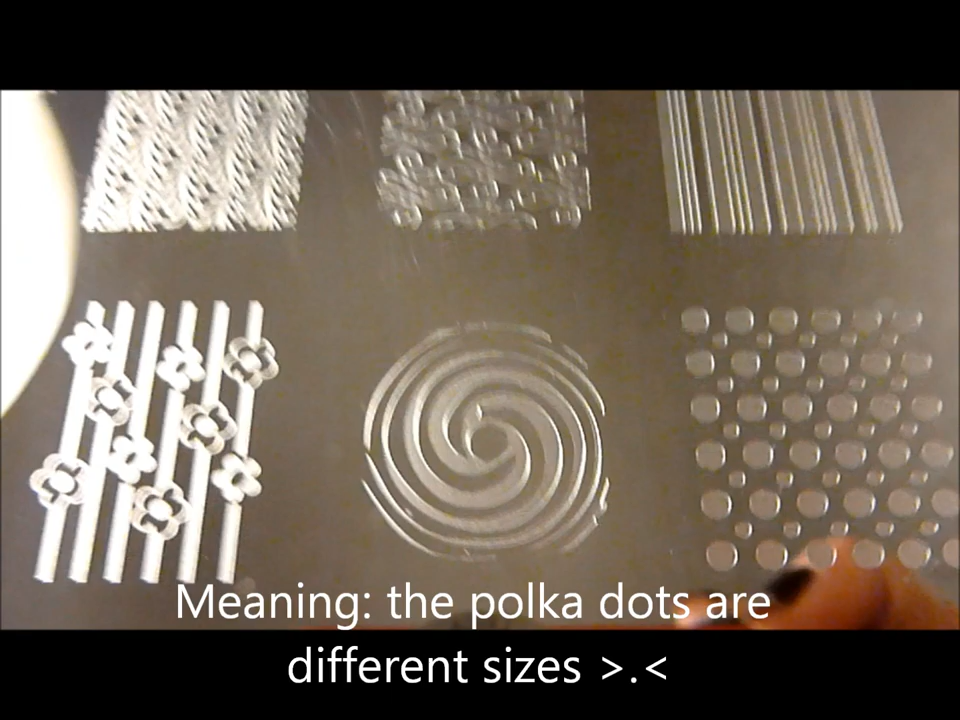 Meaning: the polka dots are
different sizes >.<